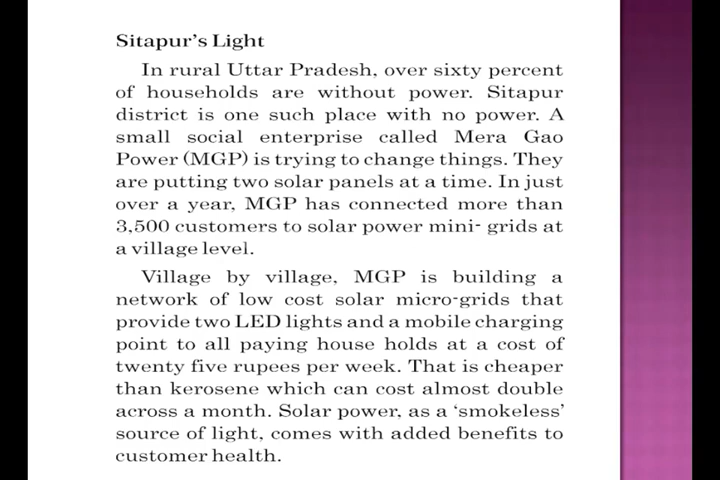 Sitapur's Light
In rural Uttar Pradesh, over sixty percent
of households are without power. Sitapur
district is one such place with no power. A
small social enterprise called Mera Gao
Power (MGP) is trying to change things. They
are putting two solar panels at a time. In just
over a year, MGP has connected more than
3,500 customers to solar power mini- grids at
a village level.
Village by village, MGP is building a
network of low cost solar micro-grids that
provide two LED lights and a mobile charging
point to all paying house holds at a cost of
twenty five rupees per week. That is cheaper
than kerosene which can cost almost double
across a month. Solar power, as a ‘smokeless’
source of light, comes with added benefits to
customer health.